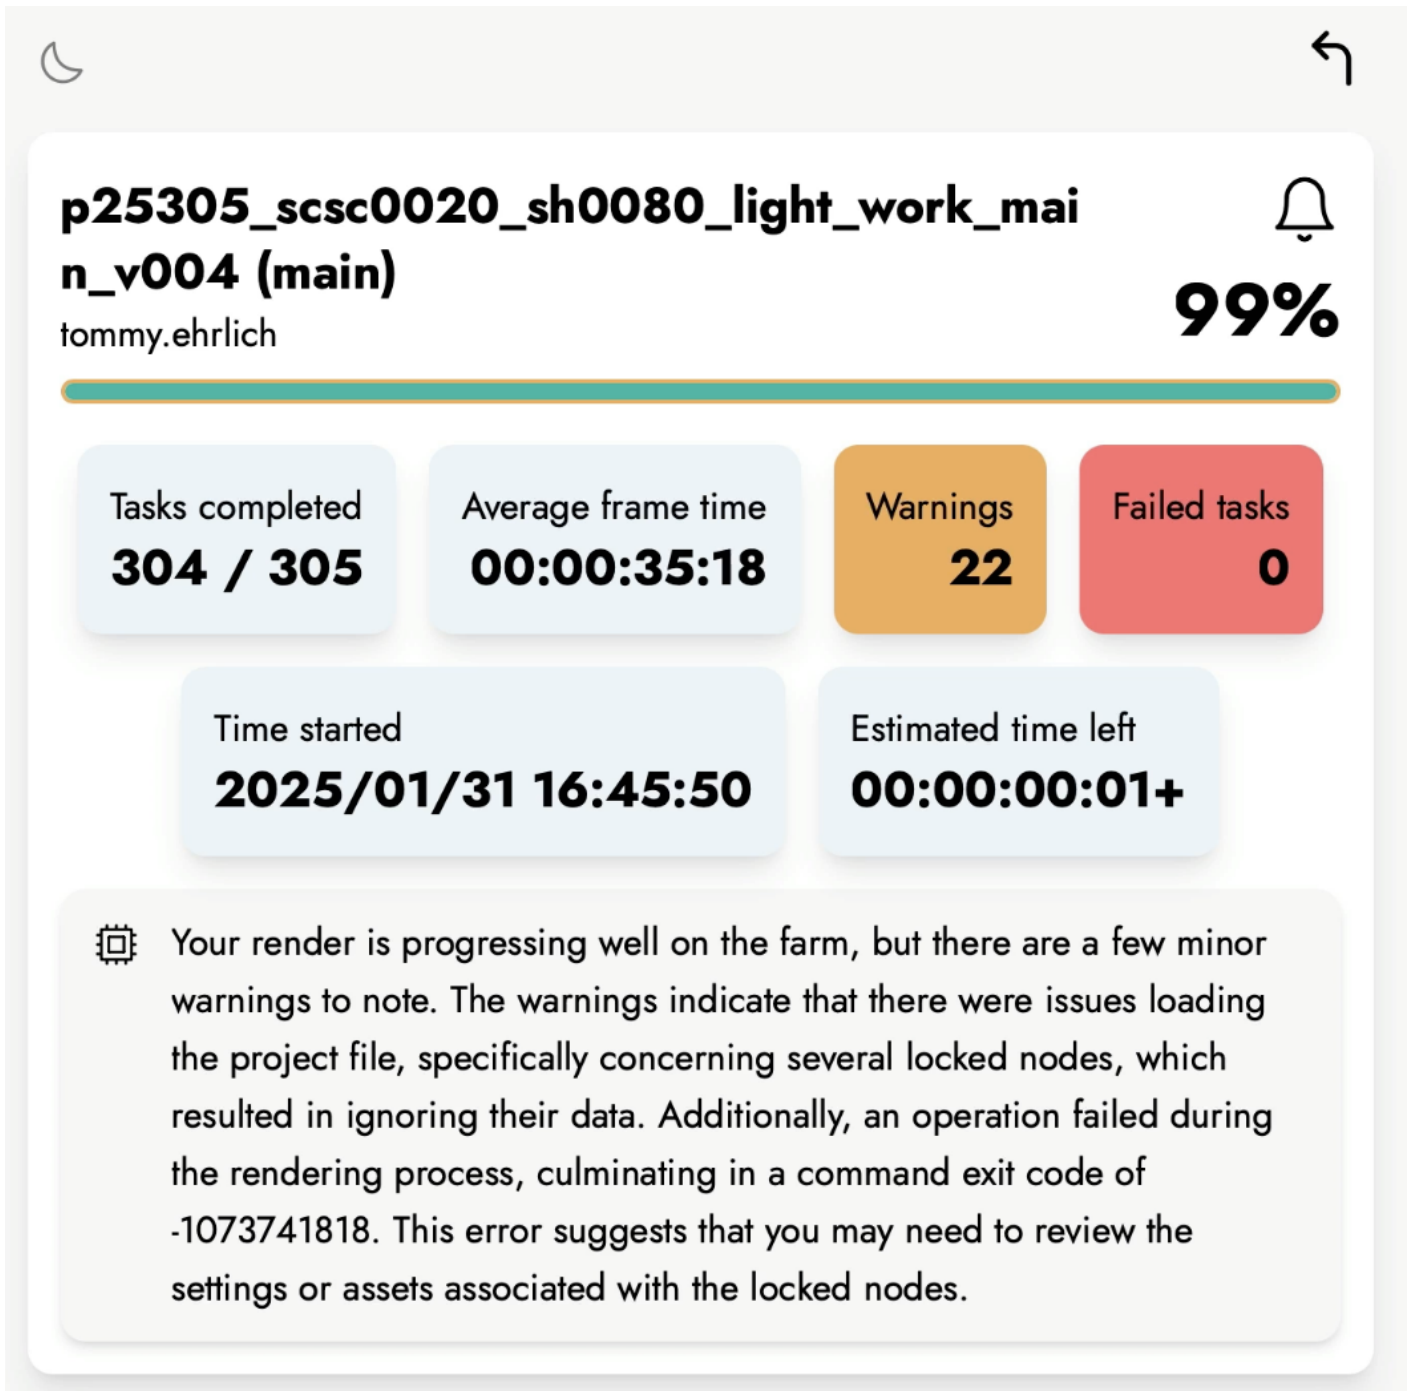 p25305_scsc0020_sh0080_light_work_mai
n_v004 (main)
tommy.ehrlich
99%
Tasks completed
304 / 305
Average frame time
00:00:35:18
Warnings
22
Failed tasks
0
Time started
2025/01/31 16:45:50
Estimated time left
00:00:00:01+
Your render is progressing well on the farm, but there are a few minor
warnings to note. The warnings indicate that there were issues loading
the project file, specifically concerning several locked nodes, which
resulted in ignoring their data. Additionally, an operation failed during
the rendering process, culminating in a command exit code of
-1073741818. This error suggests that you may need to review the
settings or assets associated with the locked nodes.